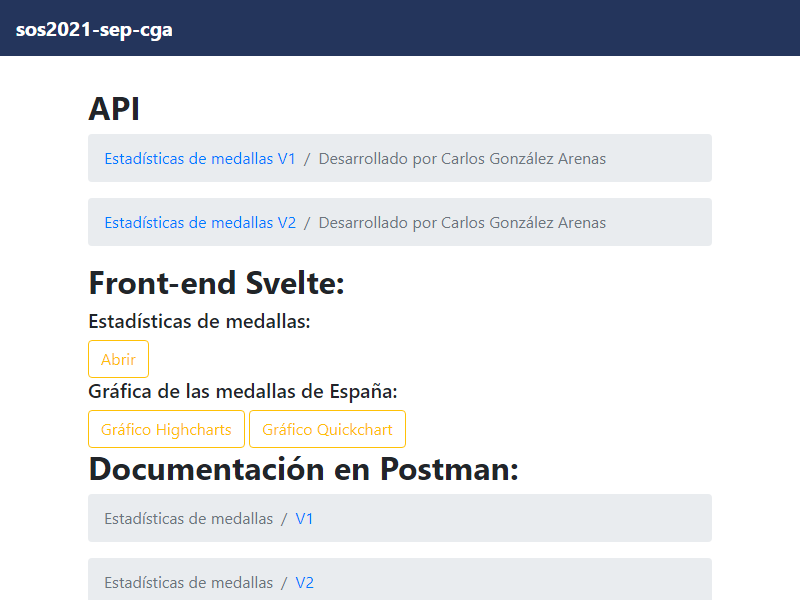 sos2021-sep-cga
API
Estadísticas de medallas V1 / Desarrollado por Carlos González Arenas
Estadísticas de medallas V2 / Desarrollado por Carlos González Arenas
Front-end Svelte:
Estadísticas de medallas:
Abrir
Gráfica de las medallas de España:
Gráfico Highcharts Gráfico Quickchart
Documentación en Postman:
Estadísticas de medallas / V1
Estadísticas de medallas / V2